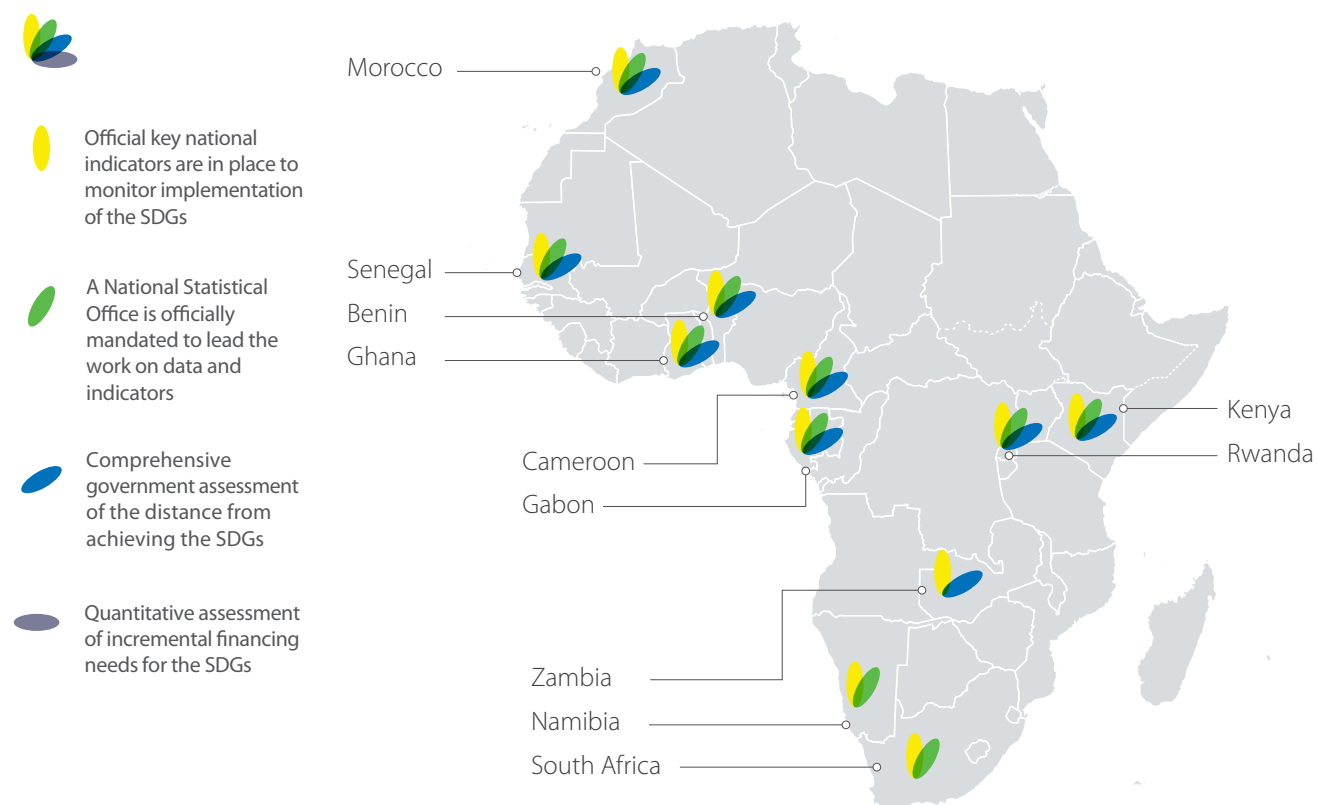 Official key national
indicators are in place to
monitor implementation
of the SDGs
A National Statistical
Office is officially
mandated to lead the
work on data and
indicators
Comprehensive
government assessment
of the distance from
achieving the SDGs
Quantitative assessment
of incremental financing
needs for the SDGs
Morocco
Senegal
Benin
Ghana
Cameroon
Gabon
Kenya
Rwanda
Zambia
Namibia
South Africa